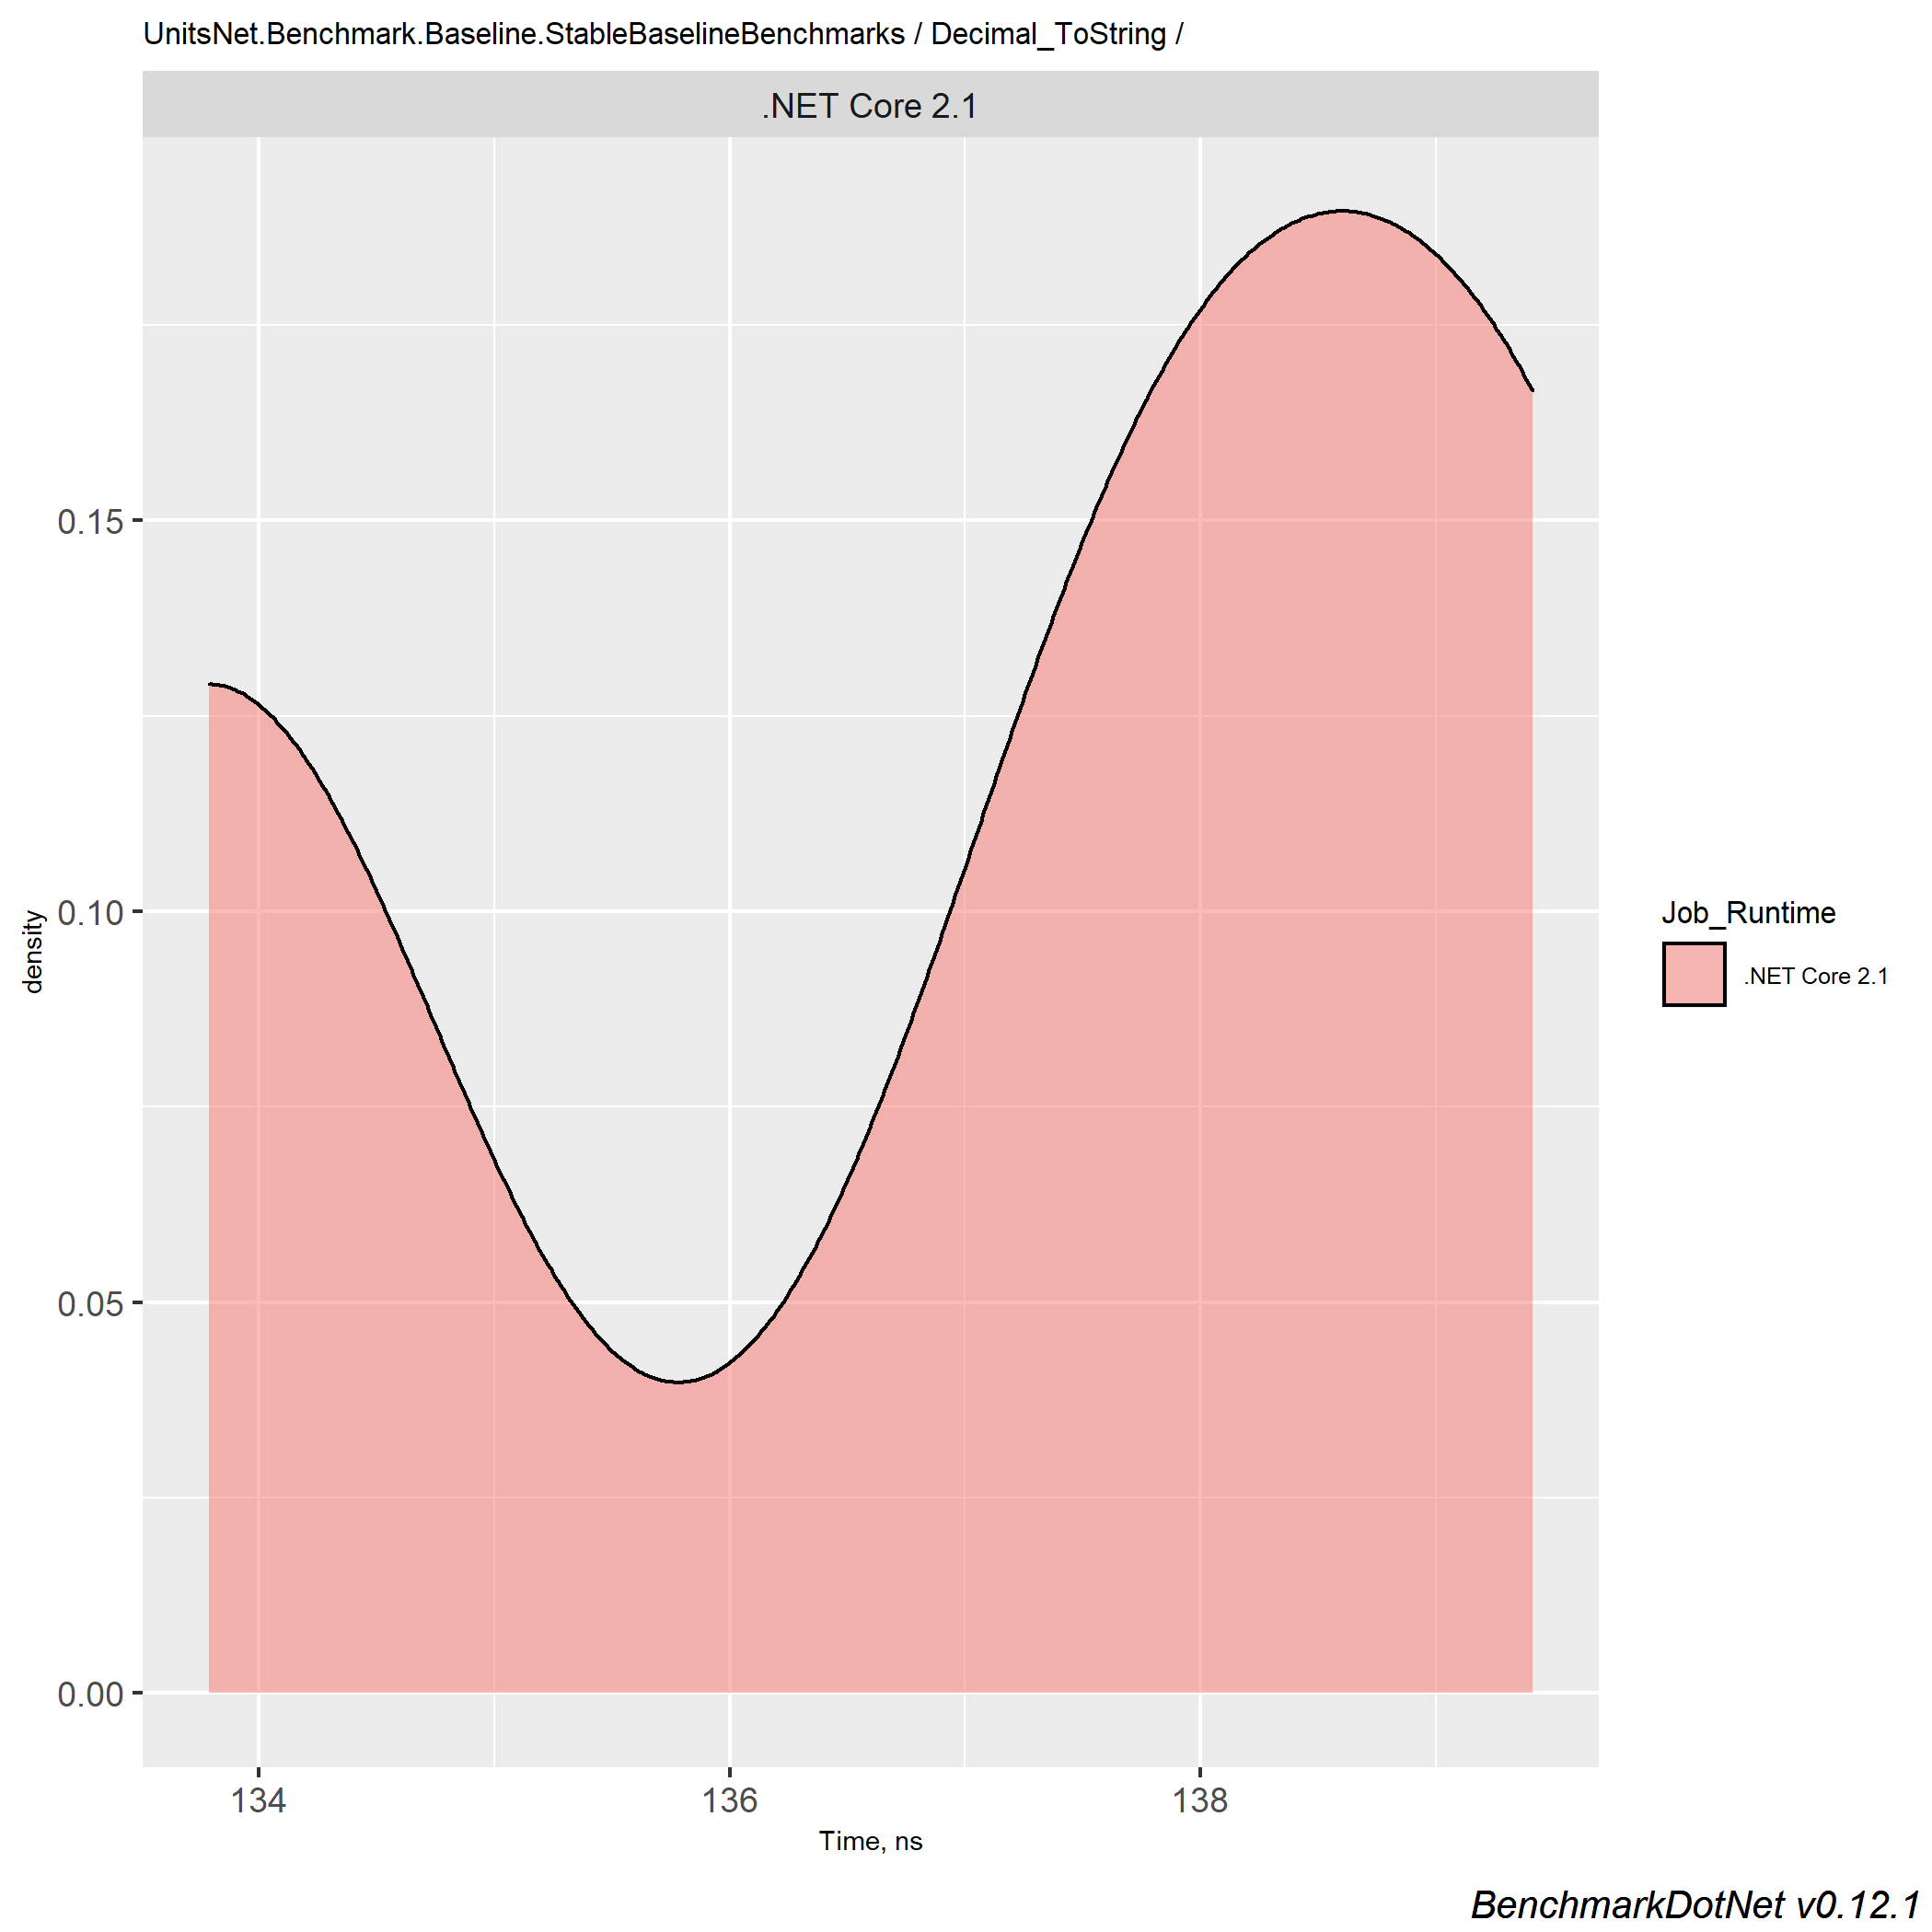 UnitsNet.Benchmark.Baseline.StableBaselineBenchmarks / Decimal_ToString /
.NET Core 2.1
0.15
0.10
0.05
0.00
density
134 136 138
Time, ns
Job_Runtime
.NET Core 2.1
BenchmarkDotNet v0.12.1